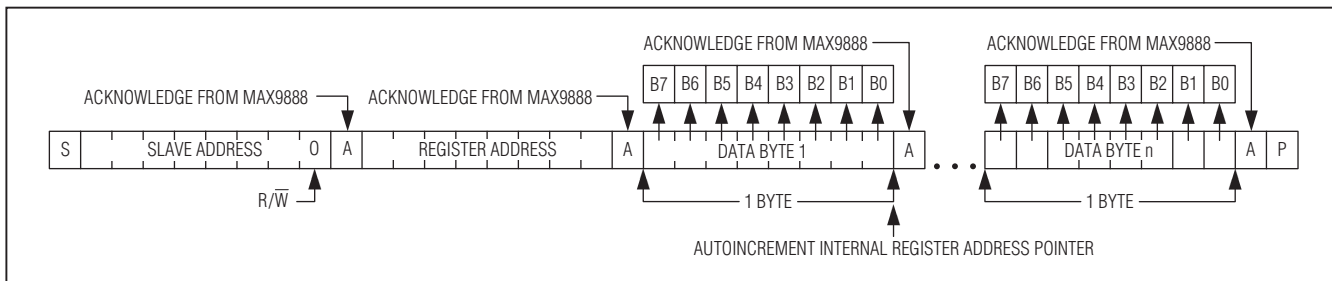 ACKNOWLEDGE FROM MAX9888 ACKNOWLEDGE FROM MAX9888
B7 B6 B5 B4 B3 B2 B1 B0 B7 B6 B5 B4 B3 B2 B1 B0
ACKNOWLEDGE FROM MAX9888 ACKNOWLEDGE FROM MAX9888
S SLAVE ADDRESS 0 A REGISTER ADDRESS A DATA BYTE 1 A • • • DATA BYTE n A P
R/W̅ 1 BYTE 1 BYTE
AUTOINCREMENT INTERNAL REGISTER ADDRESS POINTER